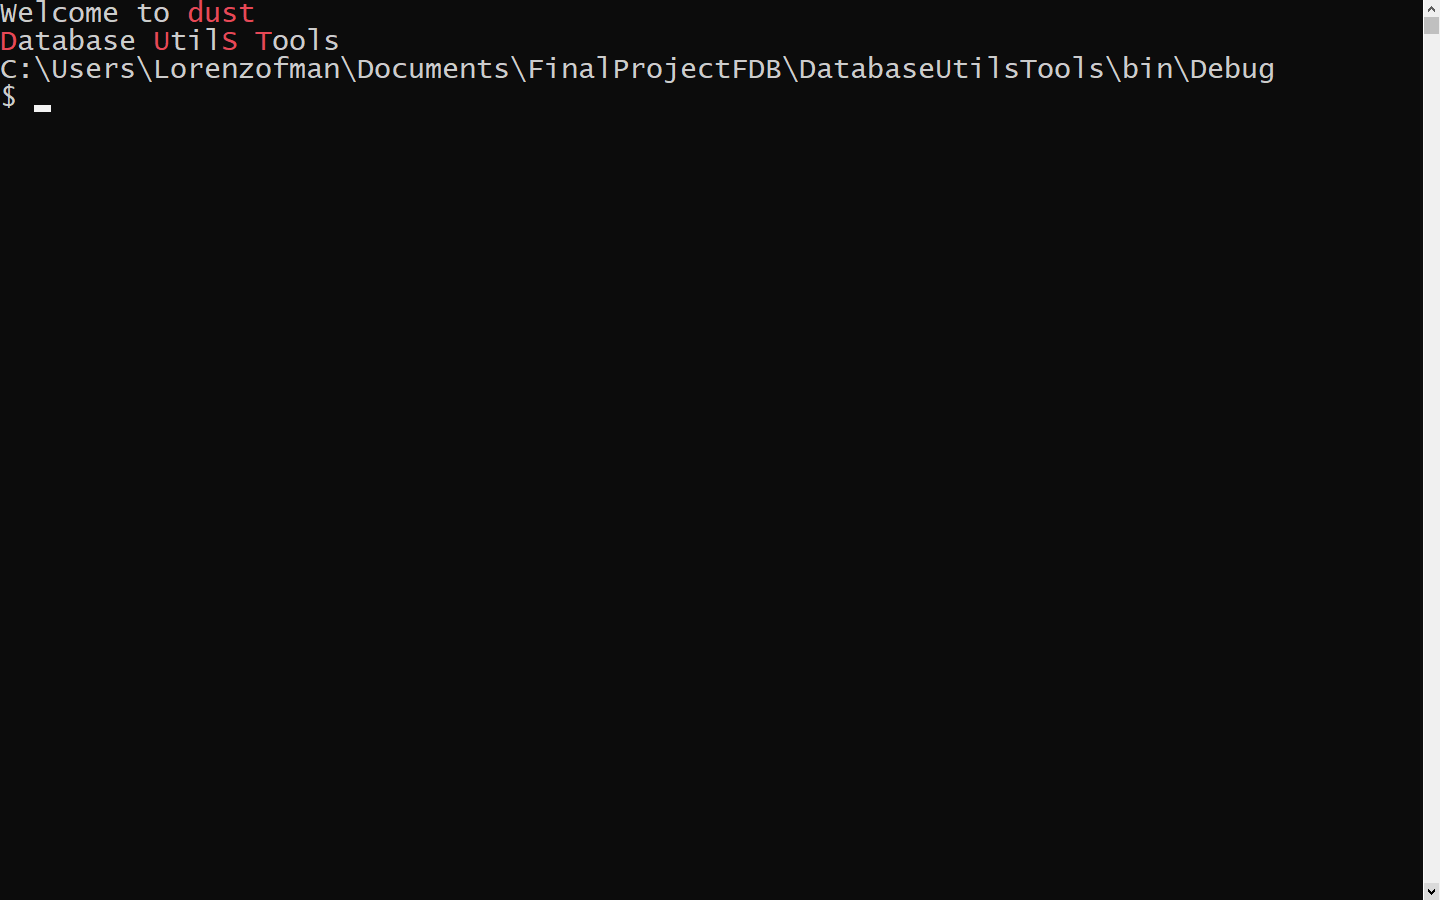 Welcome to dust
Database UtilS Tools
C:\Users\Lorenzofman\Documents\FinalProjectFDB\DatabaseUtilsTools\bin\Debug
$